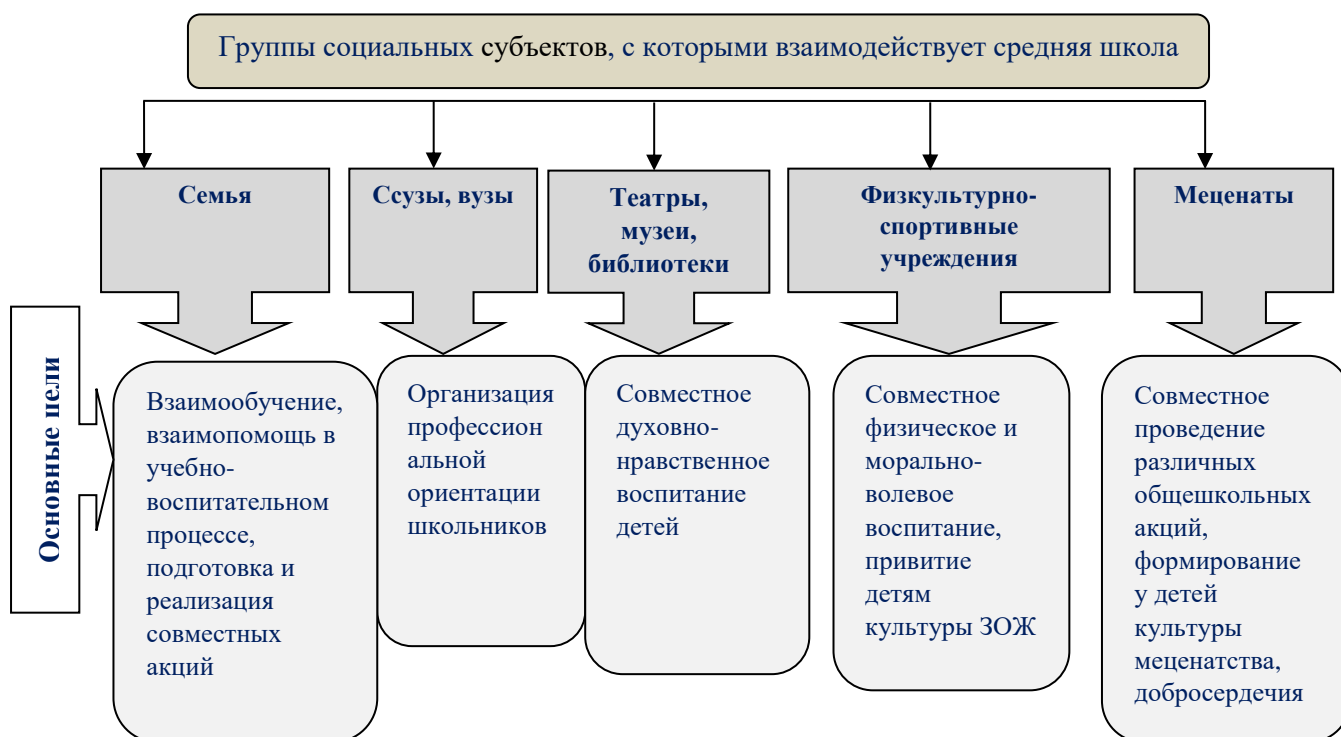 Группы социальных субъектов, с которыми взаимодействует средняя школа
Семья
Ссузы, вузы
Театры,
музеи,
библиотеки
Физкультурно-
спортивные
учреждения
Меценаты
Основные цели
Взаимообучение,
взаимопомощь в
учебно-
воспитательном
процессе,
подготовка и
реализация
совместных
акций
Организация
профессион
альной
ориентации
школьников
Совместное
духовно-
нравственное
воспитание
детей
Совместное
физическое и
морально-
волевое
воспитание,
привитие
детям
культуры ЗОЖ
Совместное
проведение
различных
общешкольных
акций,
формирование
у детей
культуры
меценатства,
добросердечия